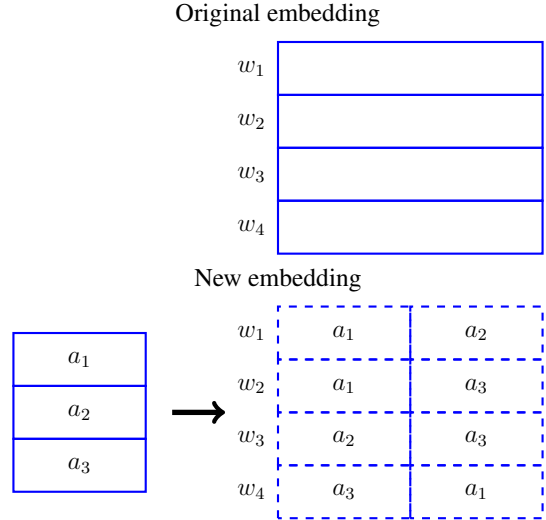 Original embedding
w₁
w₂
w₃
w₄
New embedding
a₁
a₂
a₃
w₁ a₁ a₂
w₂ a₁ a₃
w₃ a₂ a₃
w₄ a₃ a₁